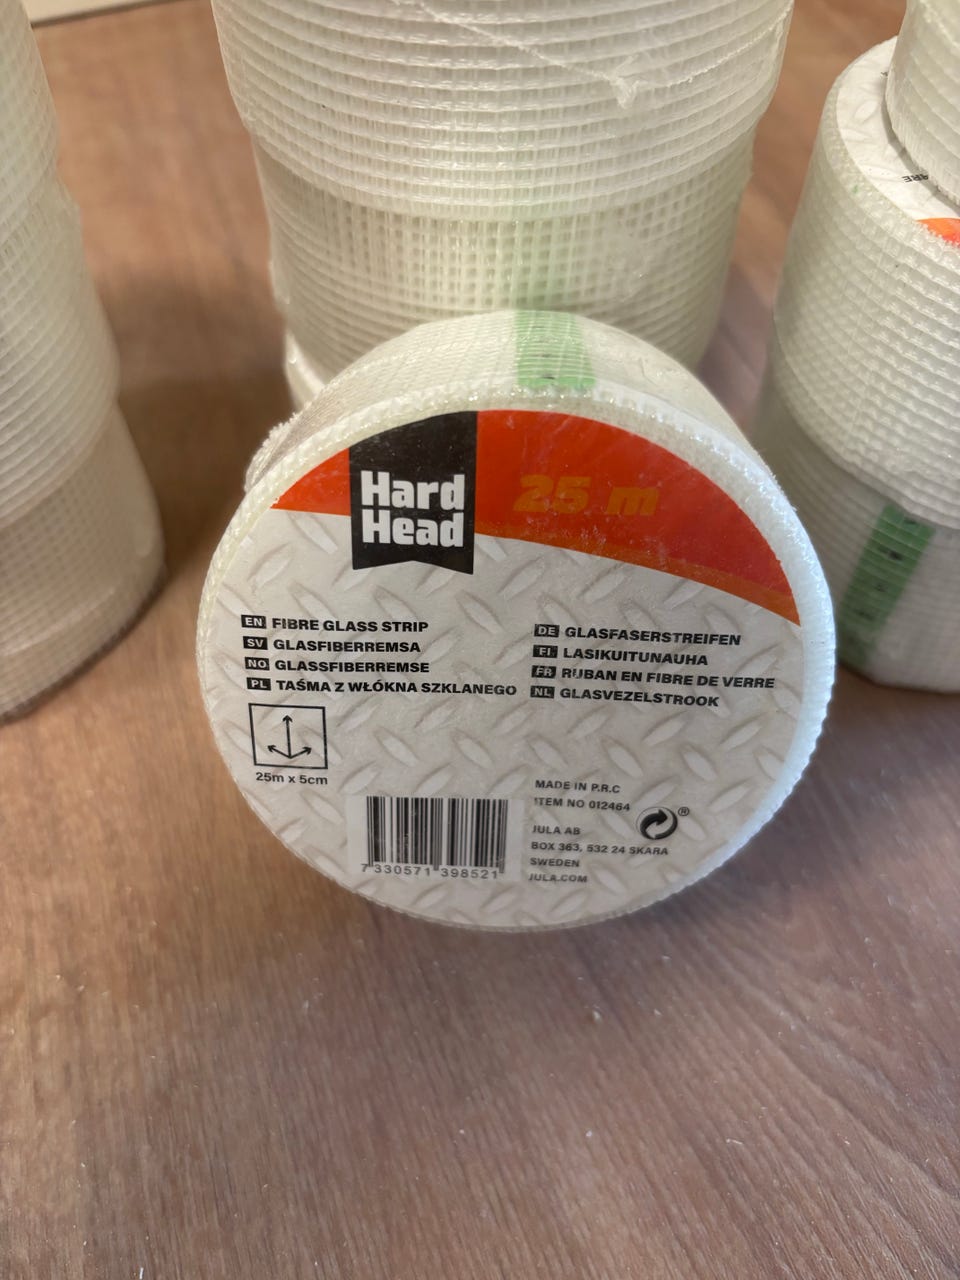 Hard
Head
25 m
EN FIBRE GLASS STRIP
SV GLASFIBERREMSA
NO GLASSFIBERREMSE
PL TAŚMA Z WŁÓKNA SZKLANEGO
DE GLASFASERSTREIFEN
FI LASIKUITUNAUHA
FR RUBAN EN FIBRE DE VERRE
NL GLASVEZELSTROOK
25m x 5cm
7 330571 398521
MADE IN P.R.C
ITEM NO 012464
®
JULA AB
BOX 363, 532 24 SKARA
SWEDEN
JULA.COM